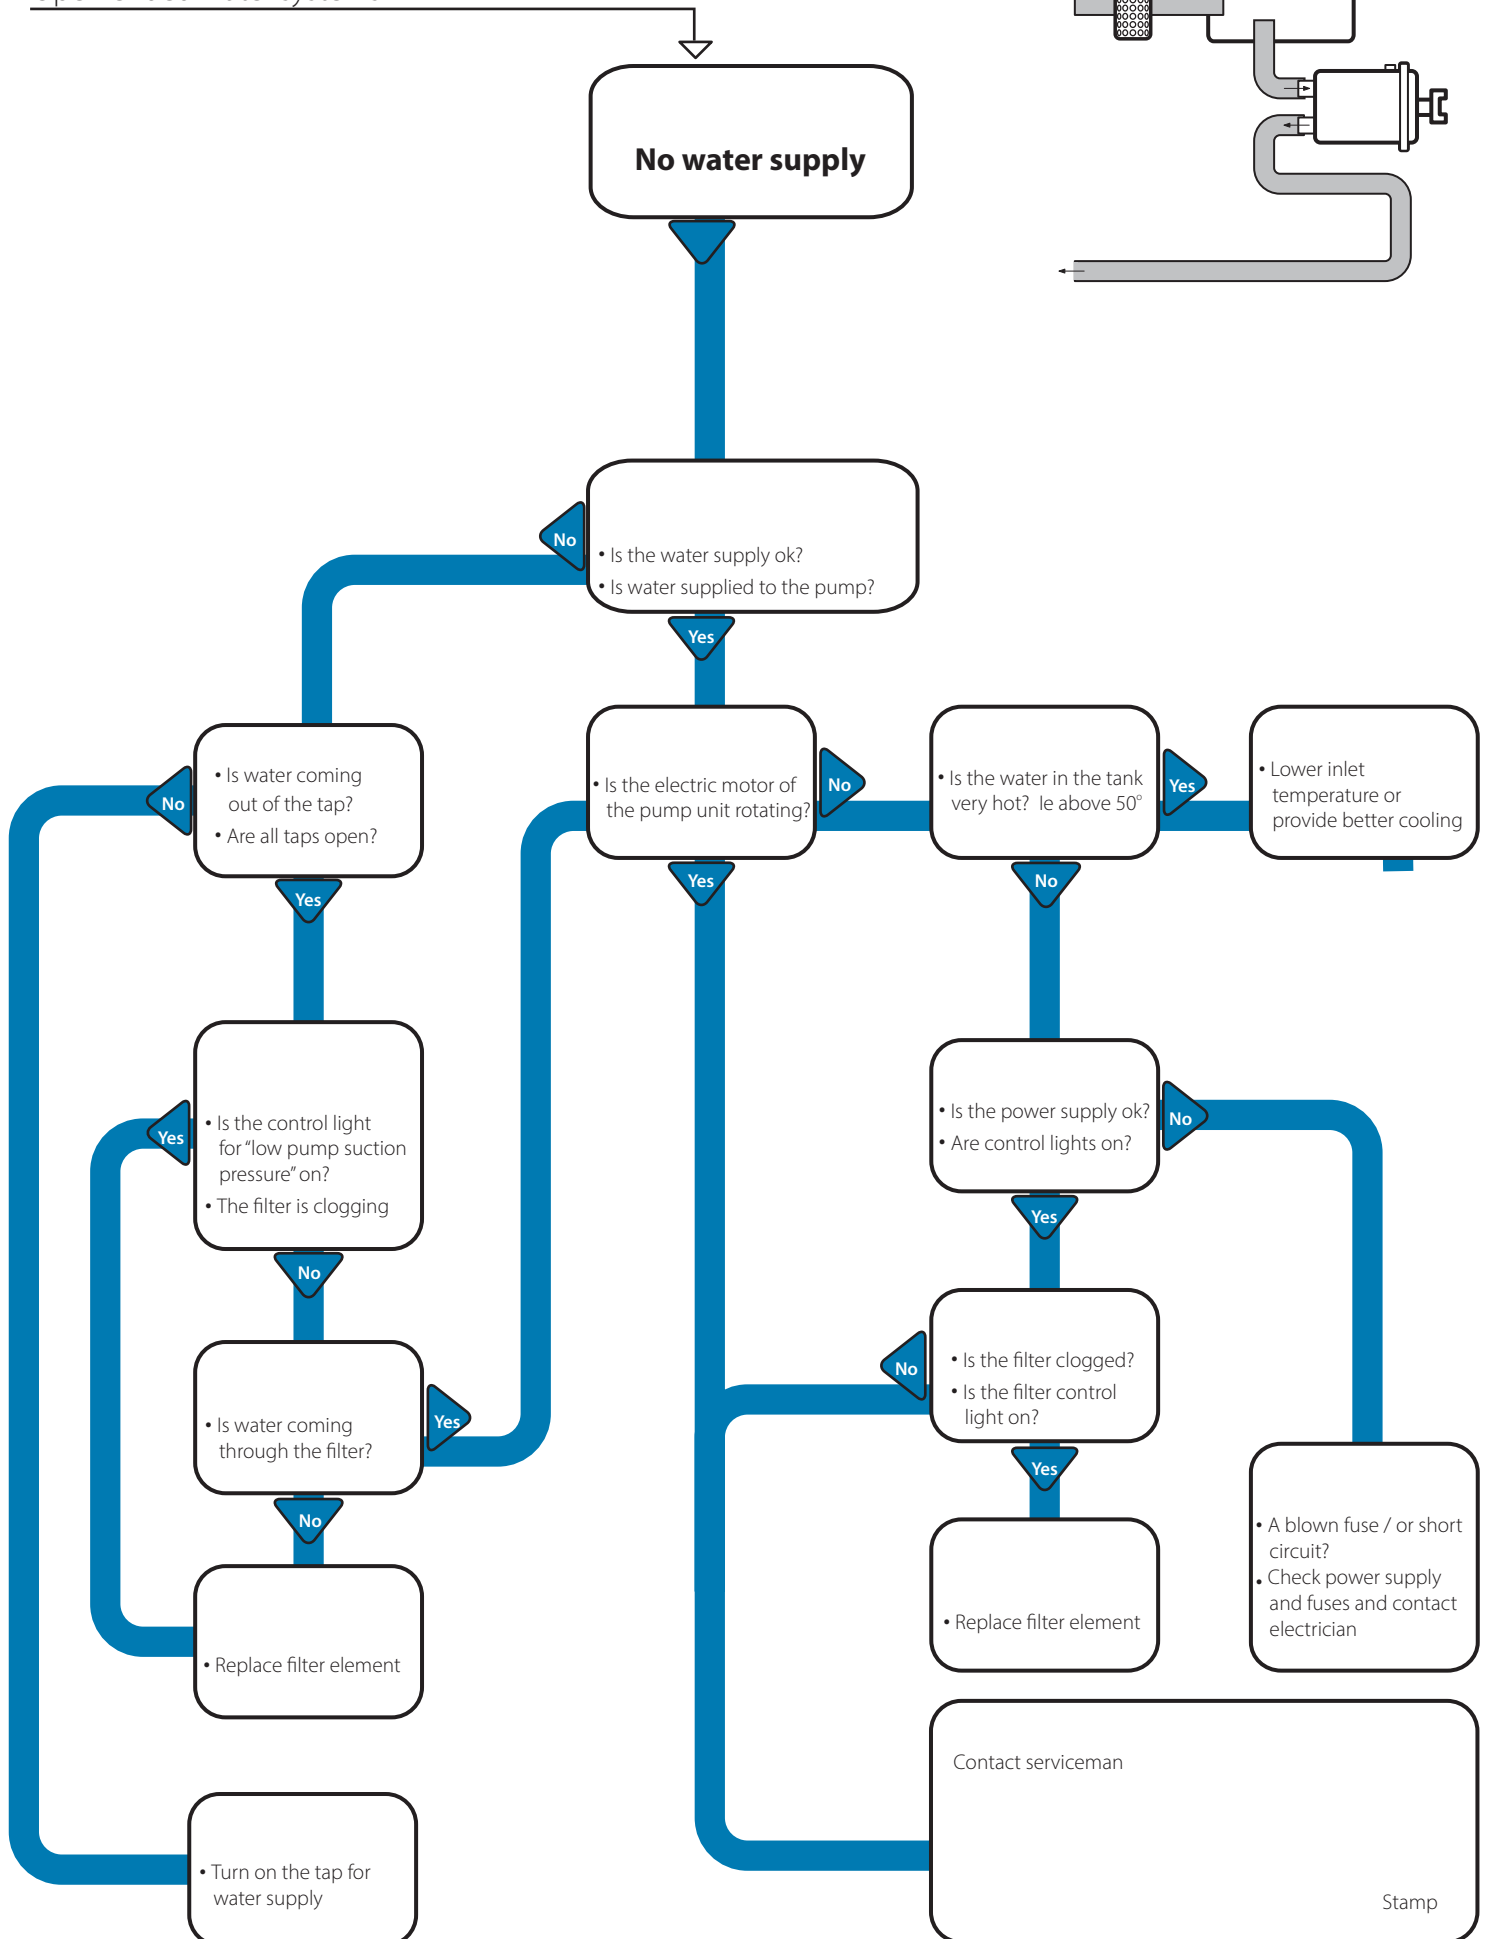 No water supply
No
• Is the water supply ok?
• Is water supplied to the pump?
Yes
• Is water coming
out of the tap?
• Are all taps open?
No
Yes
• Is the electric motor of
the pump unit rotating?
No
Yes
• Is the water in the tank
very hot? Ie above 50°
Yes
No
• Lower inlet
temperature or
provide better cooling
• Is the control light
for "low pump suction
pressure" on?
• The filter is clogging
Yes
No
• Is the power supply ok?
• Are control lights on?
No
Yes
• Is water coming
through the filter?
Yes
No
• Is the filter clogged?
• Is the filter control
light on?
No
Yes
• Replace filter element
• Replace filter element
• A blown fuse / or short
circuit?
• Check power supply
and fuses and contact
electrician
• Turn on the tap for
water supply
Contact serviceman
Stamp